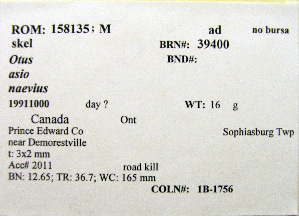 ROM: 158135; M ad no bursa
skel BRN#: 39400
Otus BND#:
asio
naevius
19911000 day ? WT: 16 g
Canada Ont
Prince Edward Co Sophiasburg Twp
near Demorestville
t: 3x2 mm
Acc# 2011 road kill
BN: 12.65; TR: 36.7; WC: 165 mm
COLN#: 1B-1756